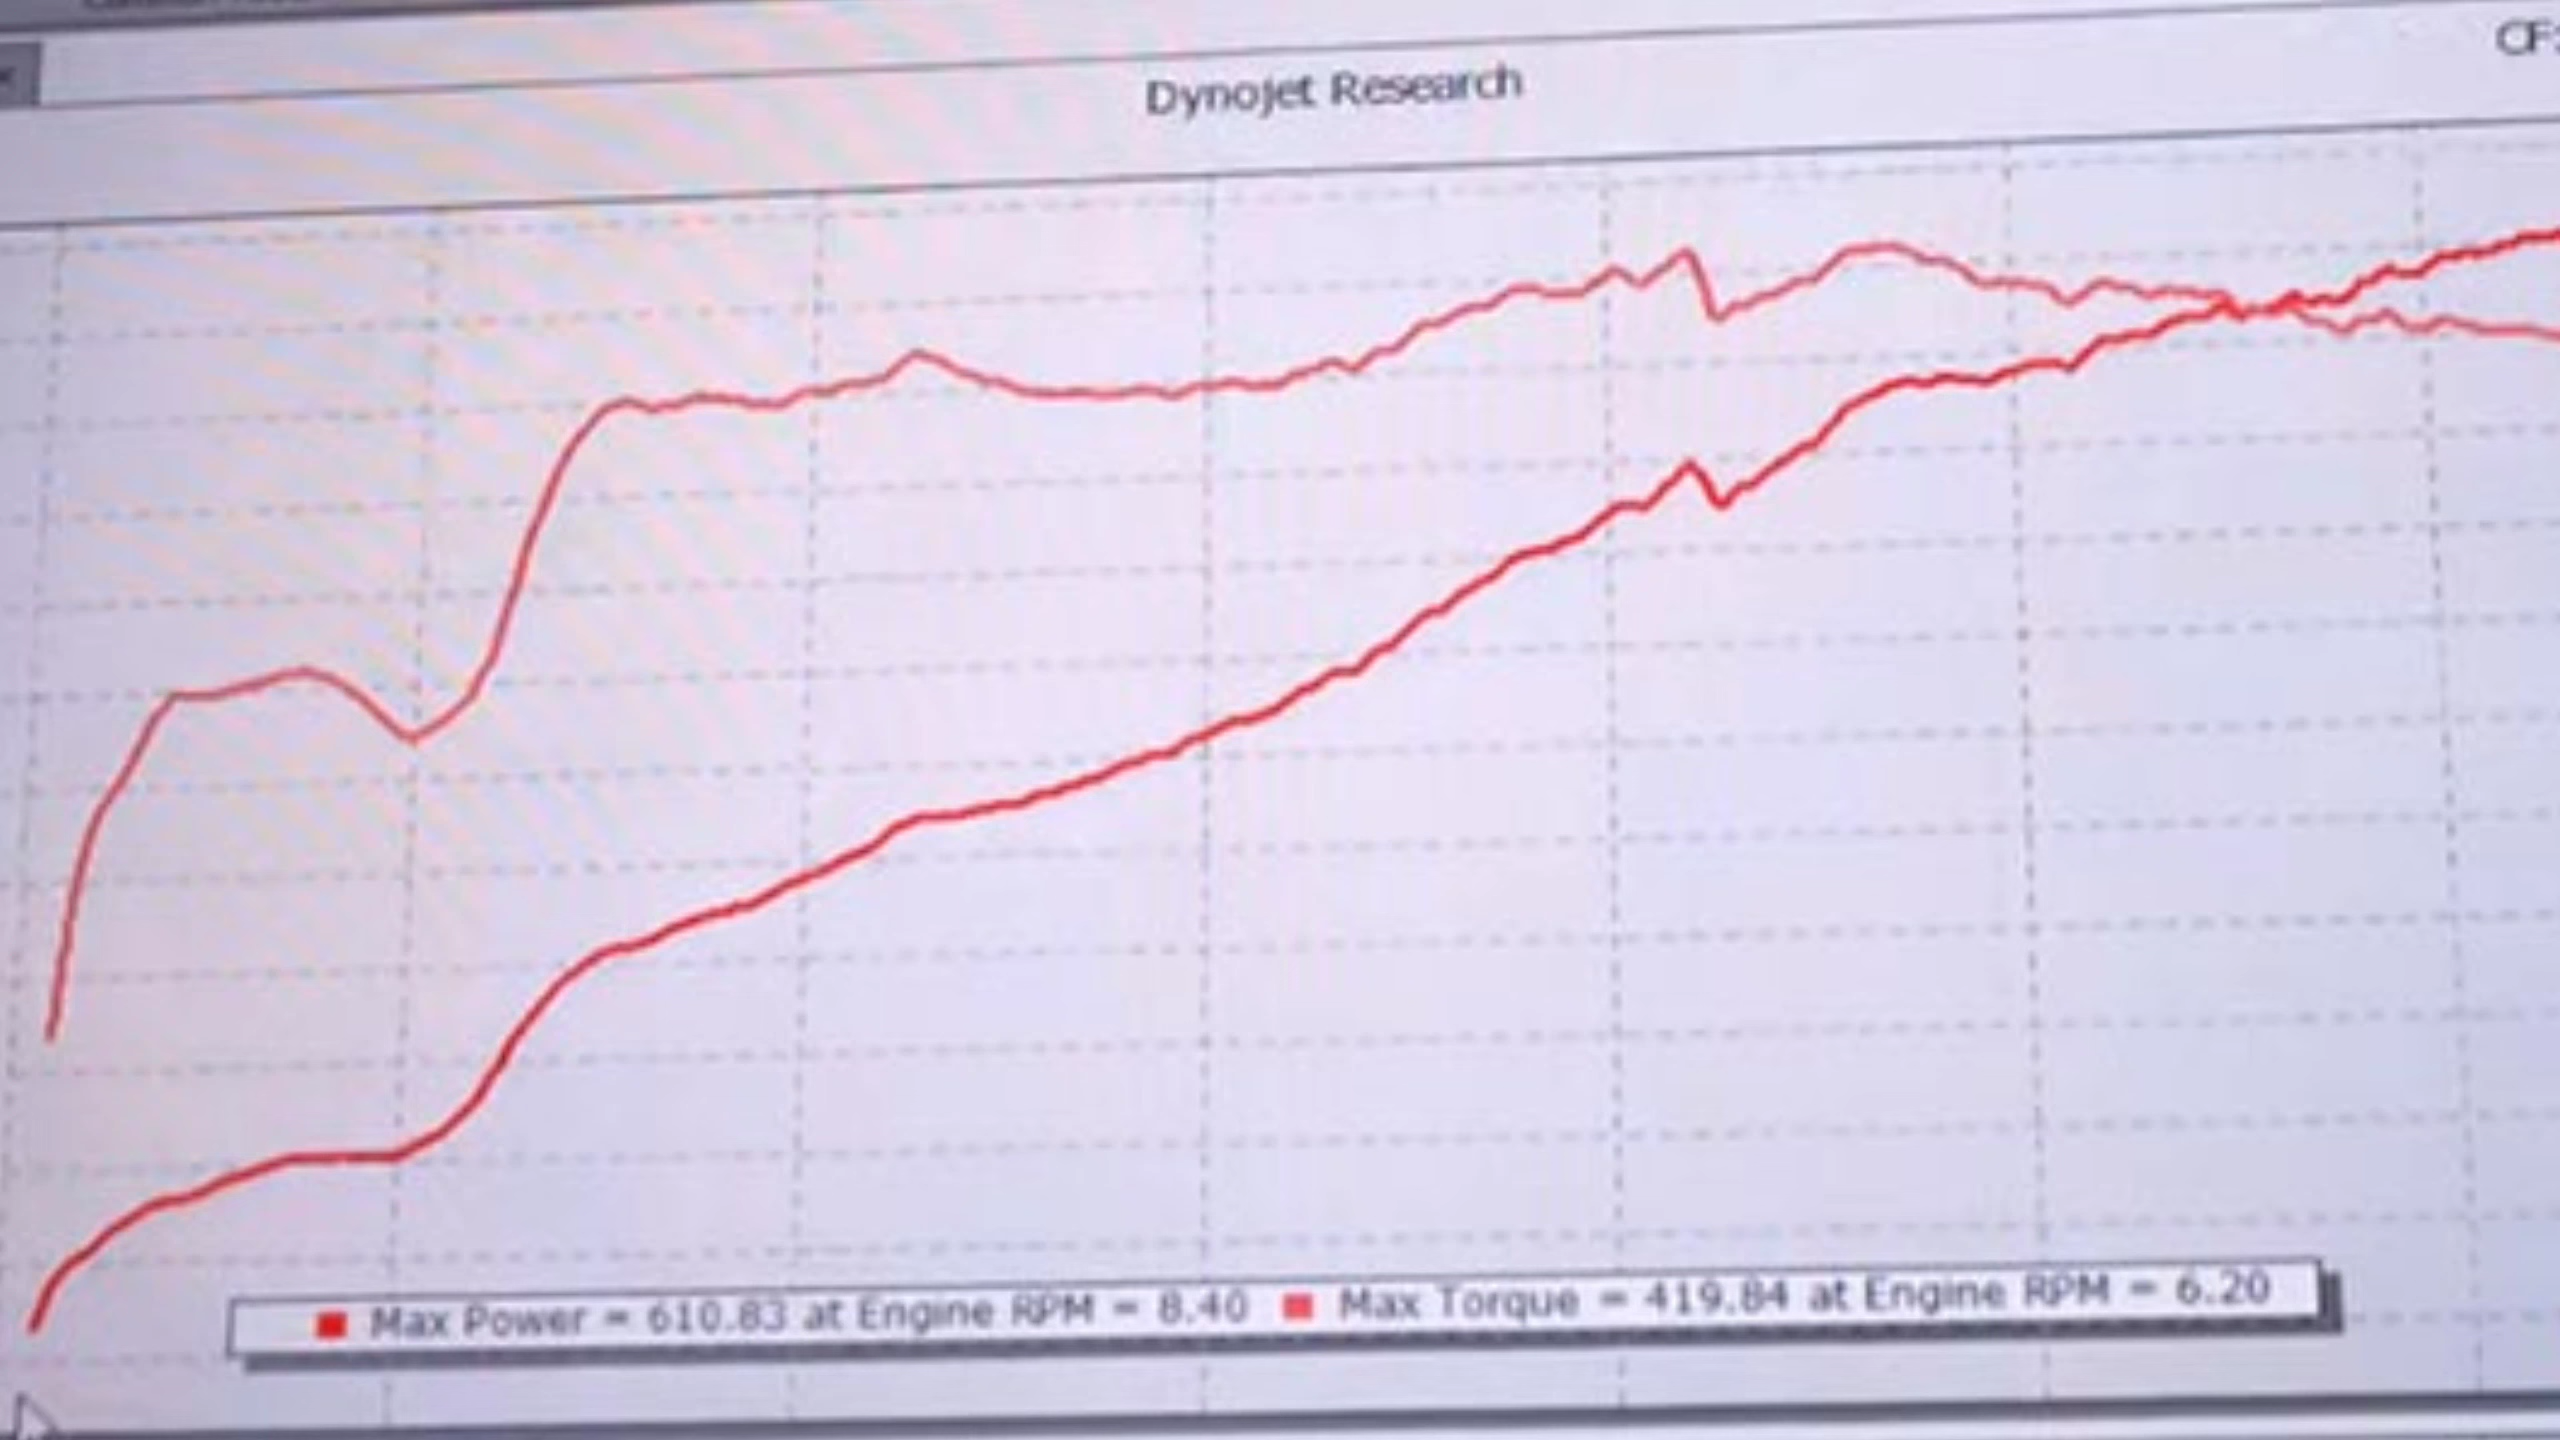 Dynojet Research
CF:
Max Power = 610.83 at Engine RPM = 8.40 Max Torque = 419.84 at Engine RPM = 6.20